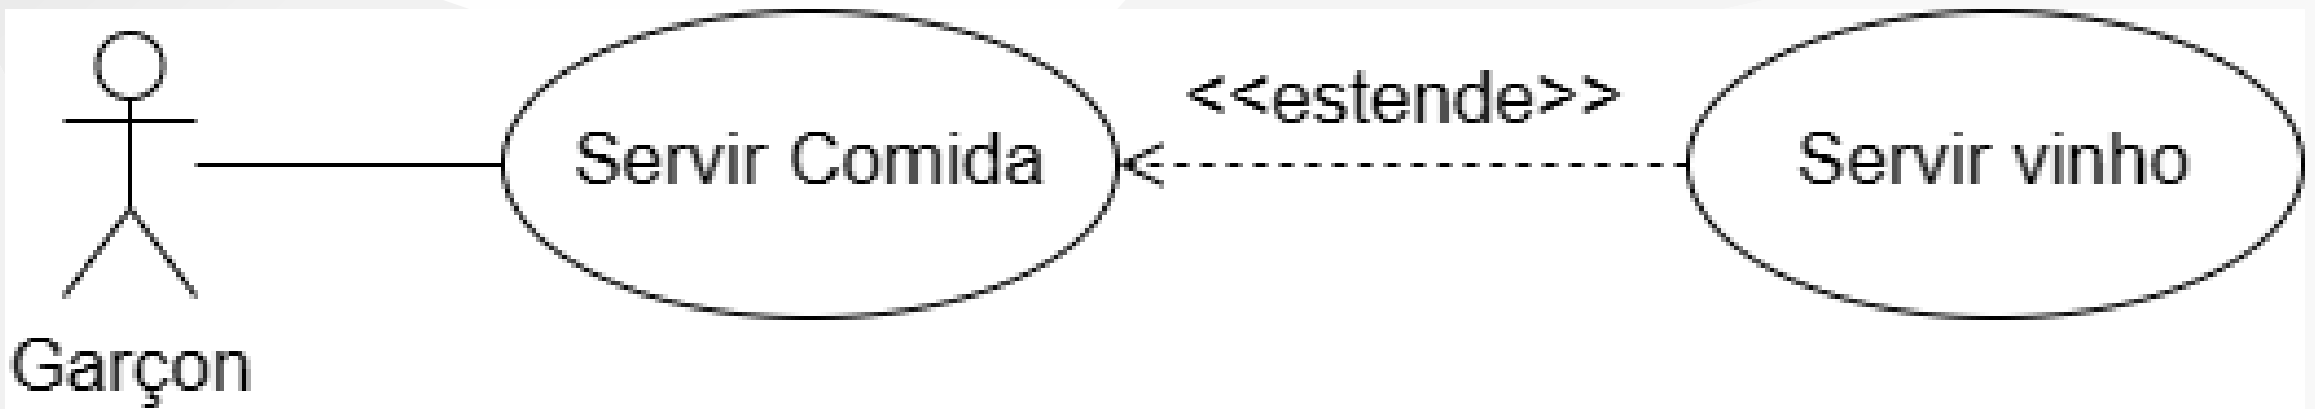 <<estende>>
Servir Comida
Servir vinho
Garçon